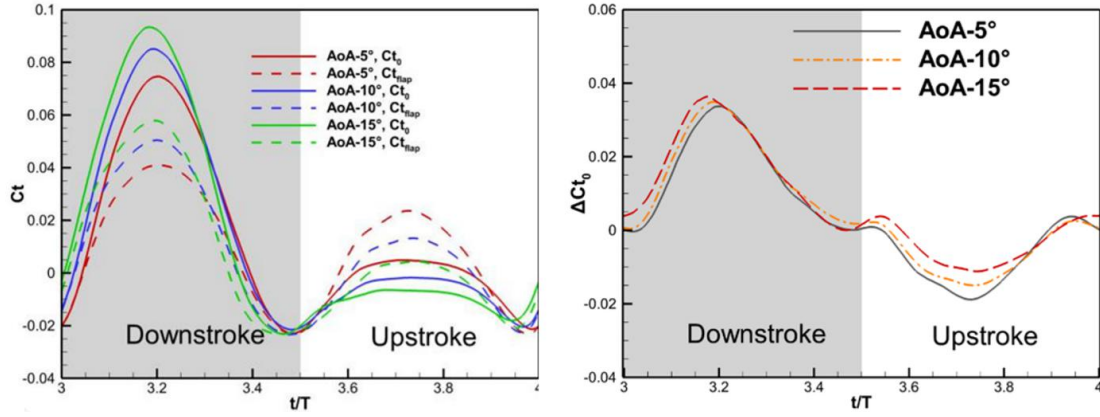 0.1
0.08
0.06
0.04
0.02
0
-0.02
-0.04
Ct
AoA-5°, Ct₀
AoA-5°, Ctflap
AoA-10°, Ct₀
AoA-10°, Ctflap
AoA-15°, Ct₀
AoA-15°, Ctflap
Downstroke
Upstroke
3 3.2 3.4 3.6 3.8 4
t/T
0.06
0.04
0.02
0
-0.02
-0.04
ΔCt₀
AoA-5°
AoA-10°
AoA-15°
Downstroke
Upstroke
3 3.2 3.4 3.6 3.8 4
t/T